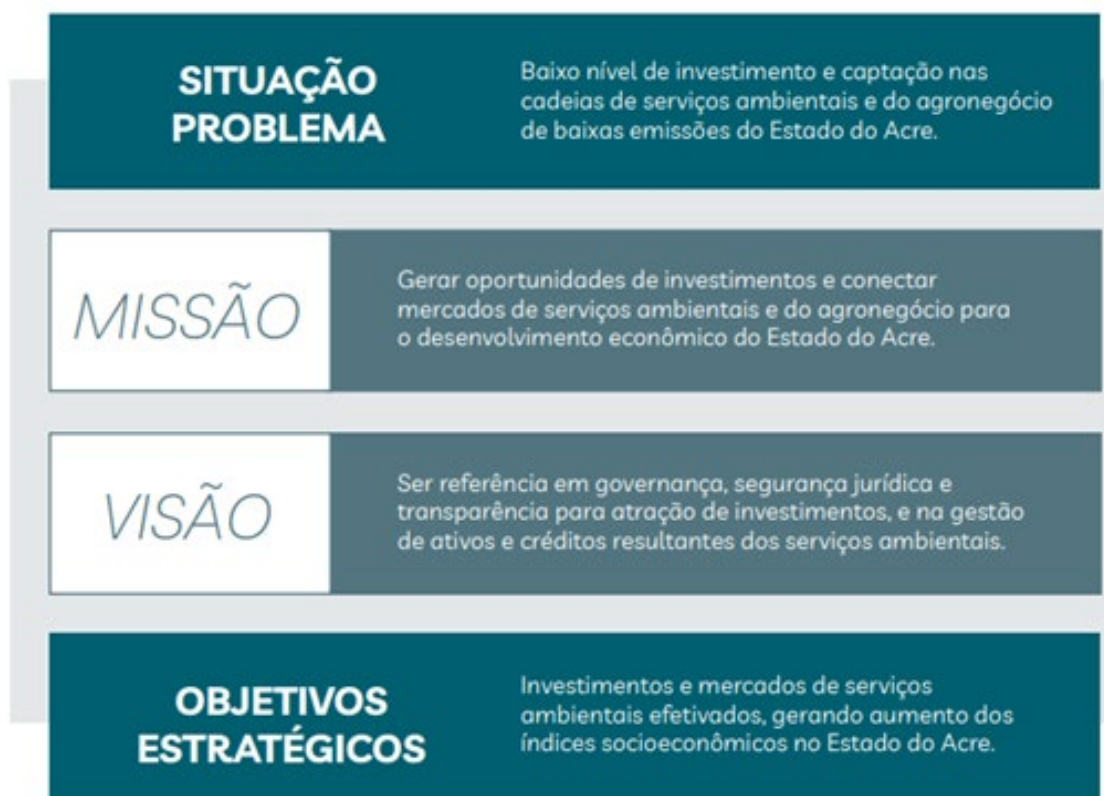 SITUAÇÃO
PROBLEMA
Baixo nível de investimento e captação nas
cadeias de serviços ambientais e do agronegócio
de baixas emissões do Estado do Acre.
MISSÃO
Gerar oportunidades de investimentos e conectar
mercados de serviços ambientais e do agronegócio para
o desenvolvimento econômico do Estado do Acre.
VISÃO
Ser referência em governança, segurança jurídica e
transparência para atração de investimentos, e na gestão
de ativos e créditos resultantes dos serviços ambientais.
OBJETIVOS
ESTRATÉGICOS
Investimentos e mercados de serviços
ambientais efetivados, gerando aumento dos
índices socioeconômicos no Estado do Acre.